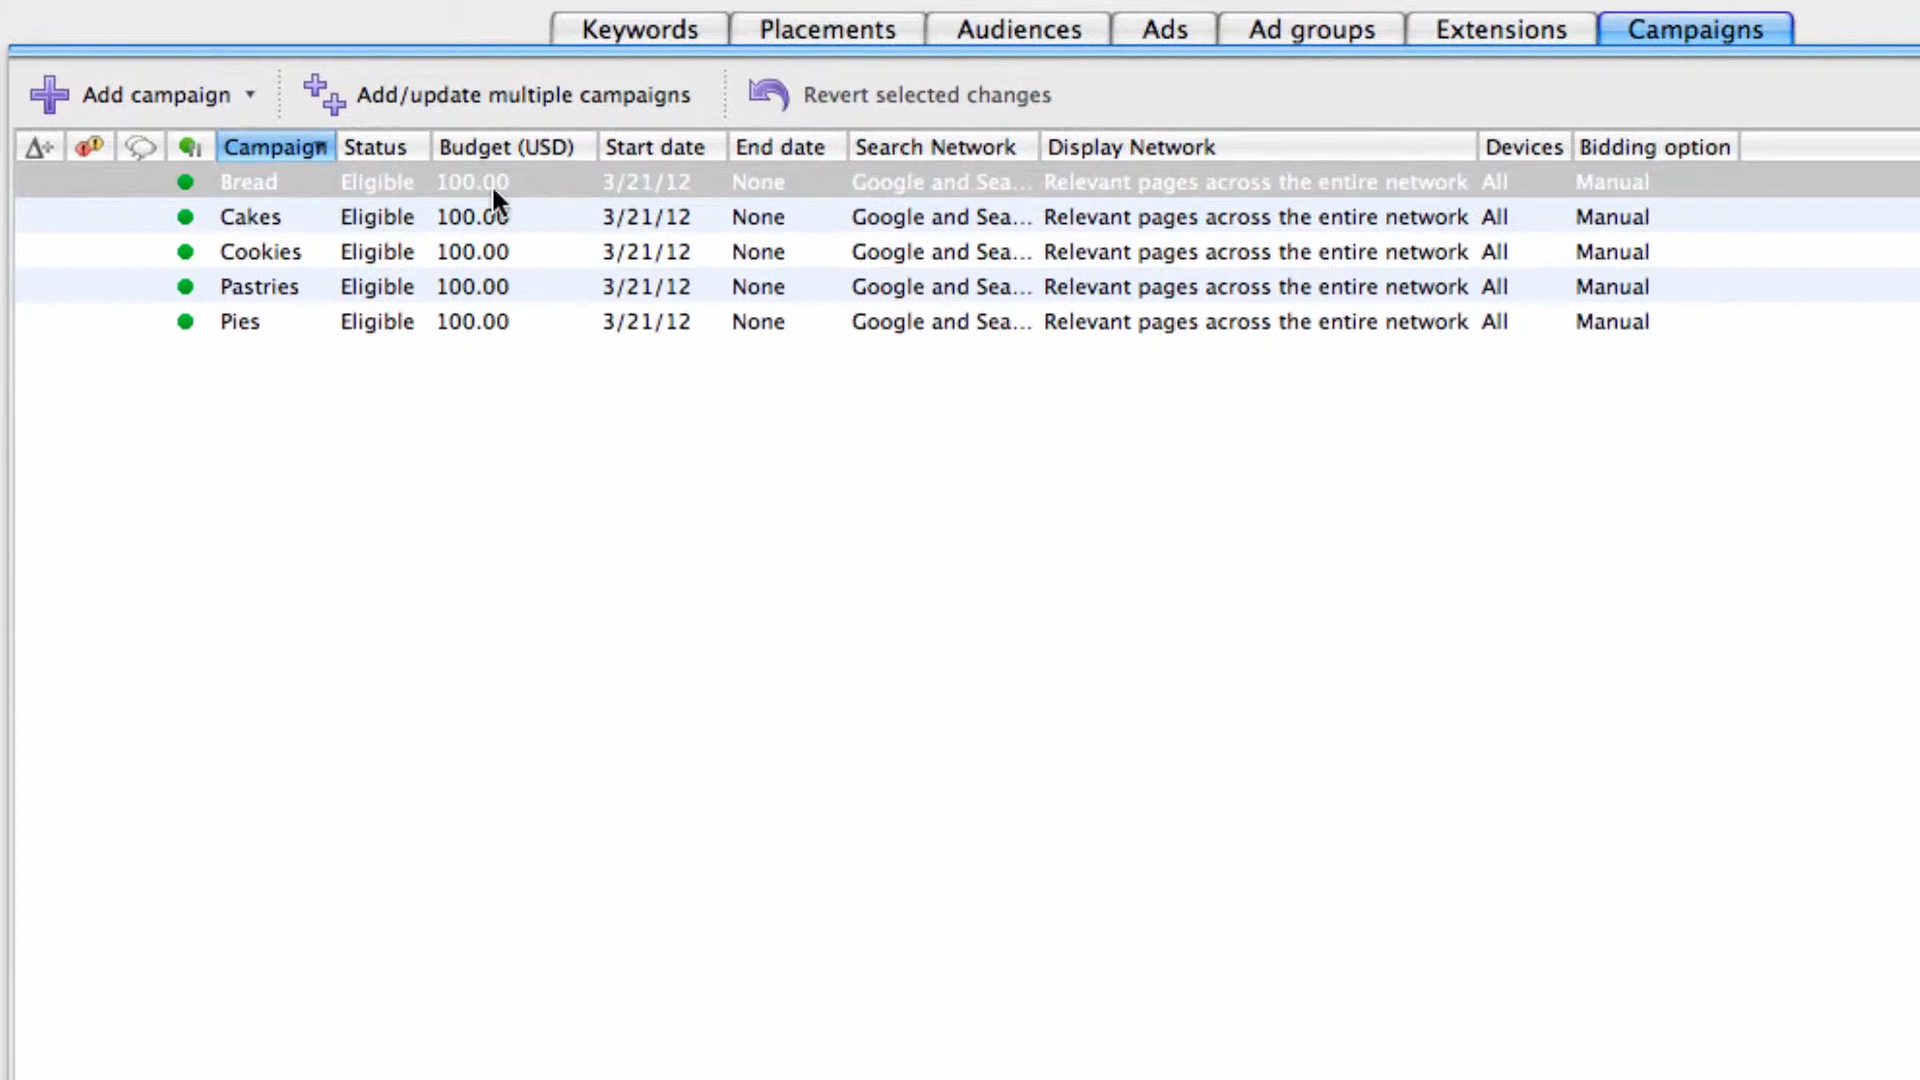 Keywords Placements Audiences Ads Ad groups Extensions Campaigns
Add campaign Add/update multiple campaigns Revert selected changes
Campaign Status Budget (USD) Start date End date Search Network Display Network Devices Bidding option
Bread Eligible 100.00 3/21/12 None Google and Sea... Relevant pages across the entire network All Manual
Cakes Eligible 100.00 3/21/12 None Google and Sea... Relevant pages across the entire network All Manual
Cookies Eligible 100.00 3/21/12 None Google and Sea... Relevant pages across the entire network All Manual
Pastries Eligible 100.00 3/21/12 None Google and Sea... Relevant pages across the entire network All Manual
Pies Eligible 100.00 3/21/12 None Google and Sea... Relevant pages across the entire network All Manual